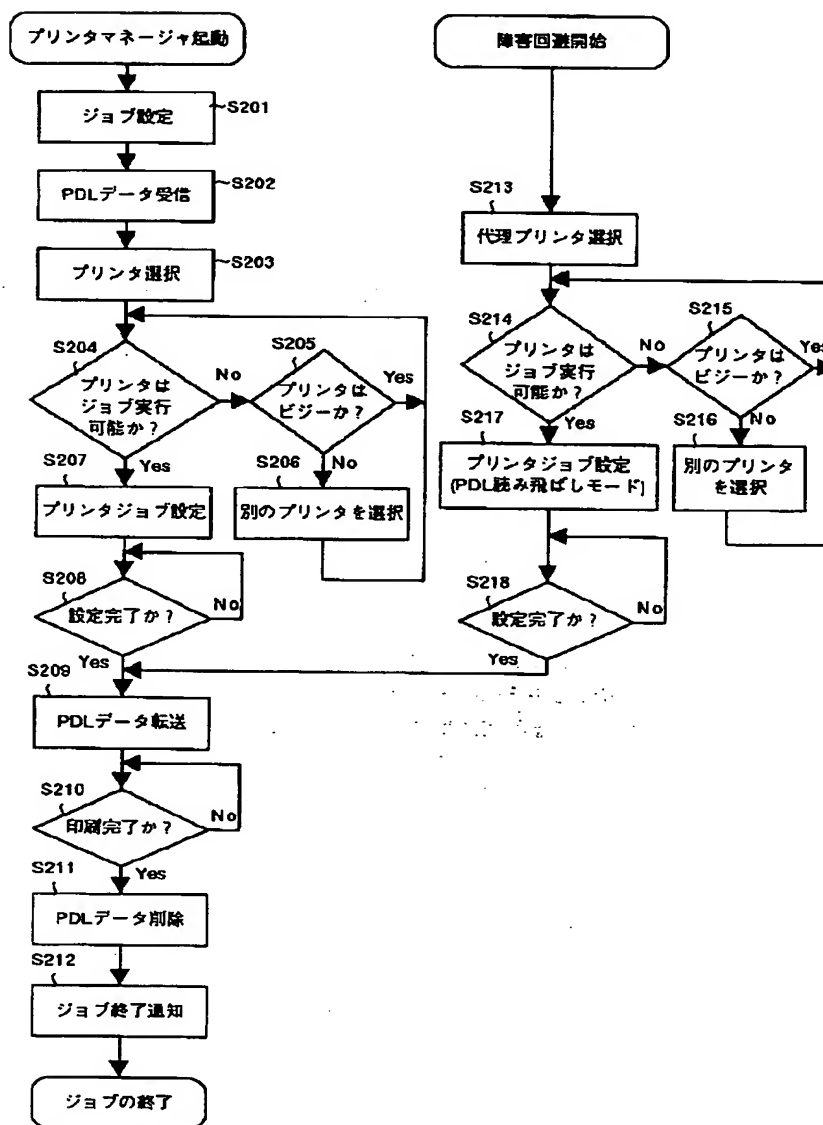 プリンタマネージャ起動
ジョブ設定
S201
PDLデータ受信
S202
プリンタ選択
S203
S204
プリンタは
ジョブ実行
可能か?
No
Yes
S205
プリンタは
ビジーか?
Yes
No
S206
別のプリンタを選択
S207
プリンタジョブ設定
S208
設定完了か?
No
Yes
S209
PDLデータ転送
S210
印刷完了か?
No
Yes
S211
PDLデータ削除
S212
ジョブ終了通知
ジョブの終了
障害回避開始
S213
代理プリンタ選択
S214
プリンタは
ジョブ実行
可能か?
No
Yes
S215
プリンタは
ビジーか?
Yes
No
S216
別のプリンタ
を選択
S217
プリンタジョブ設定
(PDL読み飛ばしモード)
S218
設定完了か?
No
Yes